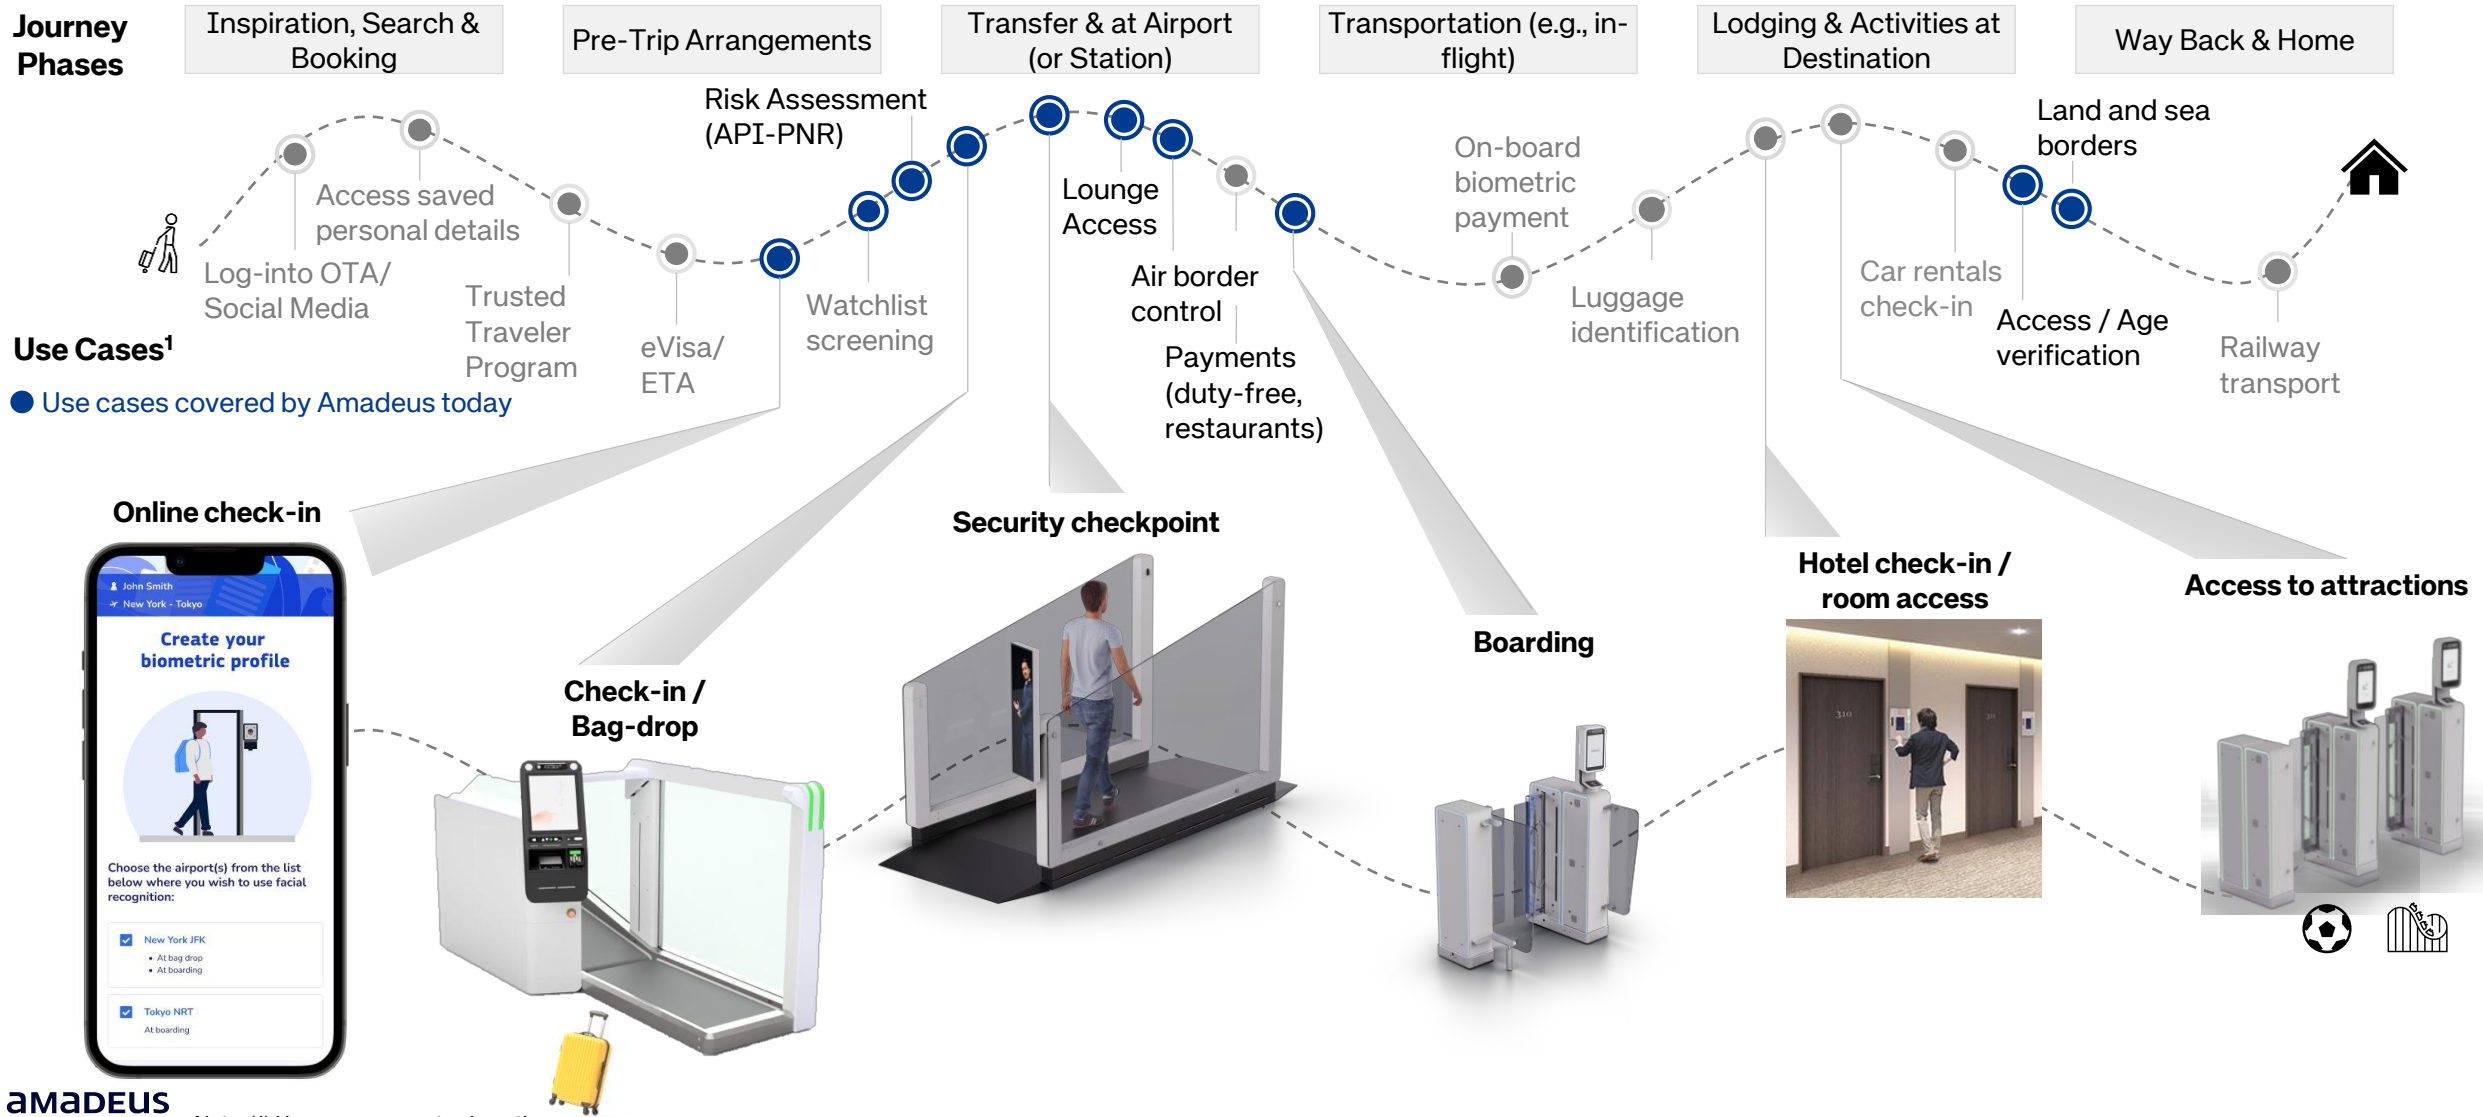 Journey
Phases
Inspiration, Search &
Booking
Pre-Trip Arrangements
Transfer & at Airport
(or Station)
Transportation (e.g., in-
flight)
Lodging & Activities at
Destination
Way Back & Home
Risk Assessment
(API-PNR)
Land and sea
borders
On-board
biometric
payment
Access saved
personal details
Lounge
Access
Log-into OTA/
Social Media
Trusted
Traveler
Program
Watchlist
screening
Air border
control
Luggage
identification
Car rentals
check-in
Access / Age
verification
Use Cases¹
eVisa/
ETA
Payments
(duty-free,
restaurants)
Railway
transport
Use cases covered by Amadeus today
Online check-in
Security checkpoint
Hotel check-in /
room access
Access to attractions
Boarding
Check-in /
Bag-drop
John Smith
New York - Tokyo
Create your
biometric profile
Choose the airport(s) from the list
below where you wish to use facial
recognition:
New York JFK
• At bag drop
• At boarding
Tokyo NRT
At boarding
310
aMaDEUS